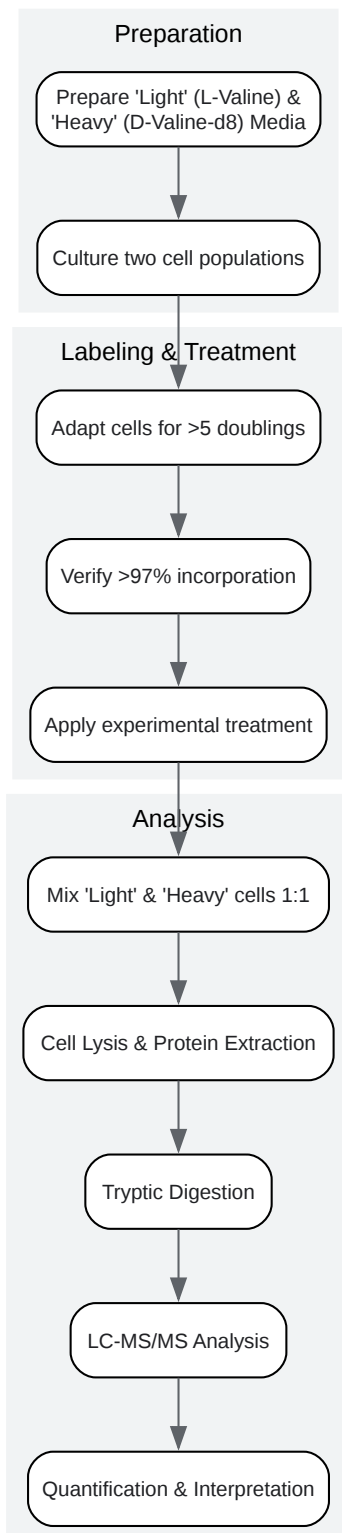 Preparation
Prepare 'Light' (L-Valine) &
'Heavy' (D-Valine-d8) Media
Culture two cell populations
Labeling & Treatment
Adapt cells for >5 doublings
Verify >97% incorporation
Apply experimental treatment
Analysis
Mix 'Light' & 'Heavy' cells 1:1
Cell Lysis & Protein Extraction
Tryptic Digestion
LC-MS/MS Analysis
Quantification & Interpretation